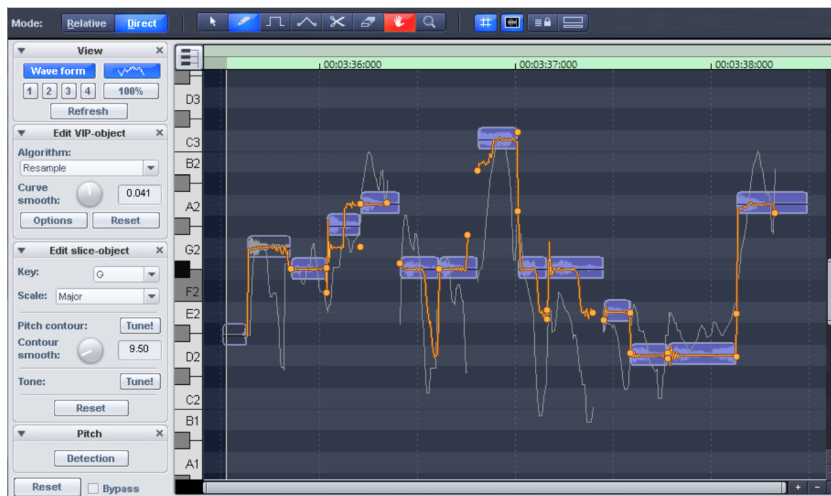 Mode: Relative Direct
View
Wave form
1 2 3 4 100%
Refresh
Edit VIP-object
Algorithm:
Resample
Curve smooth: 0.041
Options Reset
Edit slice-object
Key: G
Scale: Major
Pitch contour: Tune!
Contour smooth: 9.50
Tone: Tune!
Reset
Pitch
Detection
Reset Bypass
00:03:36:000 00:03:37:000 00:03:38:000
D3
C3
B2
A2
G2
F2
E2
D2
C2
B1
A1